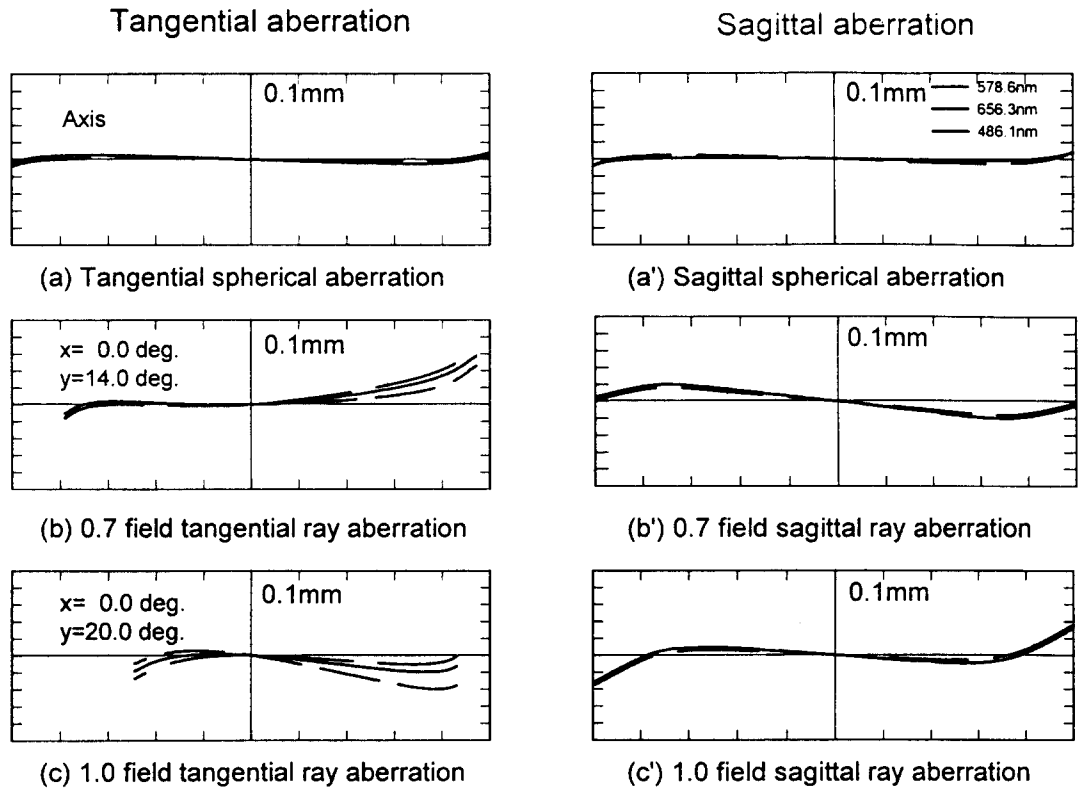 Tangential aberration
Sagittal aberration
0.1mm
Axis
0.1mm
578.6nm
656.3nm
486.1nm
(a) Tangential spherical aberration
(a') Sagittal spherical aberration
x= 0.0 deg.
y=14.0 deg.
0.1mm
(b) 0.7 field tangential ray aberration
(b') 0.7 field sagittal ray aberration
x= 0.0 deg.
y=20.0 deg.
0.1mm
0.1mm
(c) 1.0 field tangential ray aberration
(c') 1.0 field sagittal ray aberration